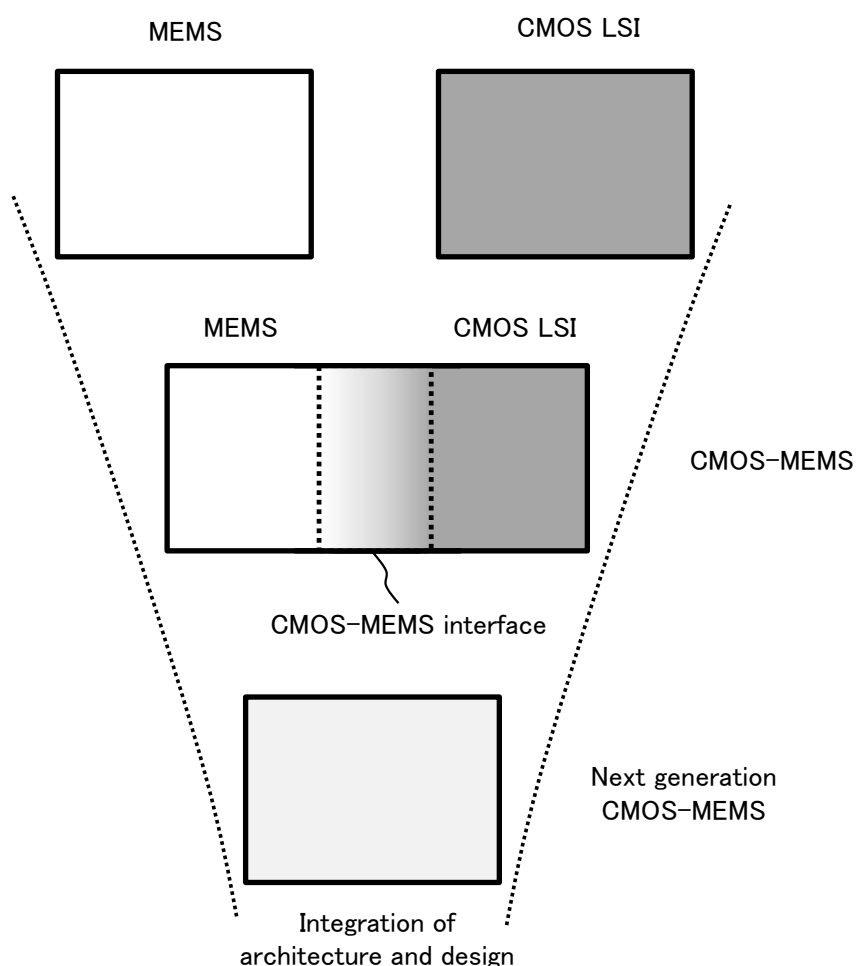 MEMS
CMOS LSI
MEMS
CMOS LSI
CMOS-MEMS
CMOS-MEMS interface
Next generation
CMOS-MEMS
Integration of
architecture and design